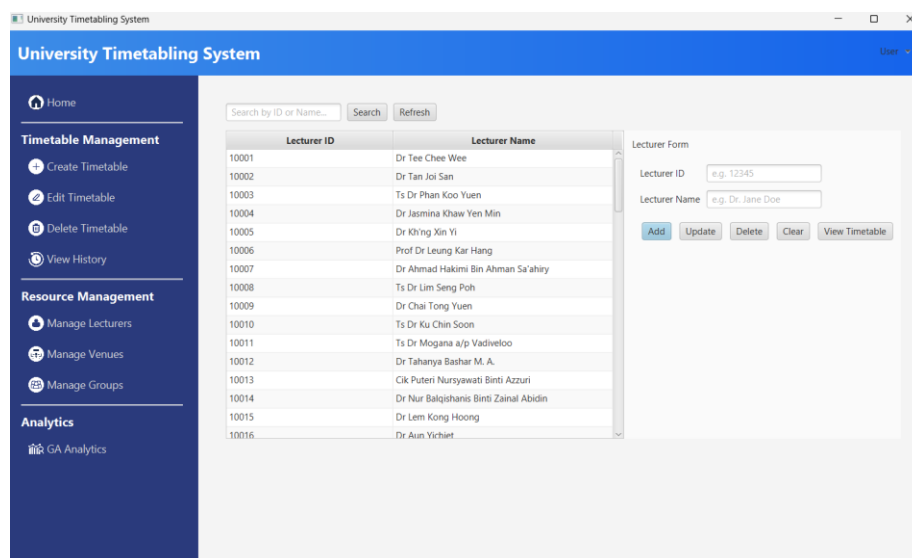 University Timetabling System
University Timetabling System
User
Home
Timetable Management
Create Timetable
Edit Timetable
Delete Timetable
View History
Resource Management
Manage Lecturers
Manage Venues
Manage Groups
Analytics
GA Analytics
Search by ID or Name... Search Refresh
Lecturer ID Lecturer Name
10001 Dr Tee Chee Wee
10002 Dr Tan Joi San
10003 Ts Dr Phan Koo Yuen
10004 Dr Jasmina Khaw Yen Min
10005 Dr Kh'ng Xin Yi
10006 Prof Dr Leung Kar Hang
10007 Dr Ahmad Hakimi Bin Ahman Sa'ahiry
10008 Ts Dr Lim Seng Poh
10009 Dr Chai Tong Yuen
10010 Ts Dr Ku Chin Soon
10011 Ts Dr Mogana a/p Vadiveloo
10012 Dr Tahanya Bashar M. A.
10013 Cik Puteri Nursyawati Binti Azzuri
10014 Dr Nur Balqishanis Binti Zainal Abidin
10015 Dr Lem Kong Hoong
10016 Dr Aun Yichiet
Lecturer Form
Lecturer ID e.g. 12345
Lecturer Name e.g. Dr. Jane Doe
Add Update Delete Clear View Timetable